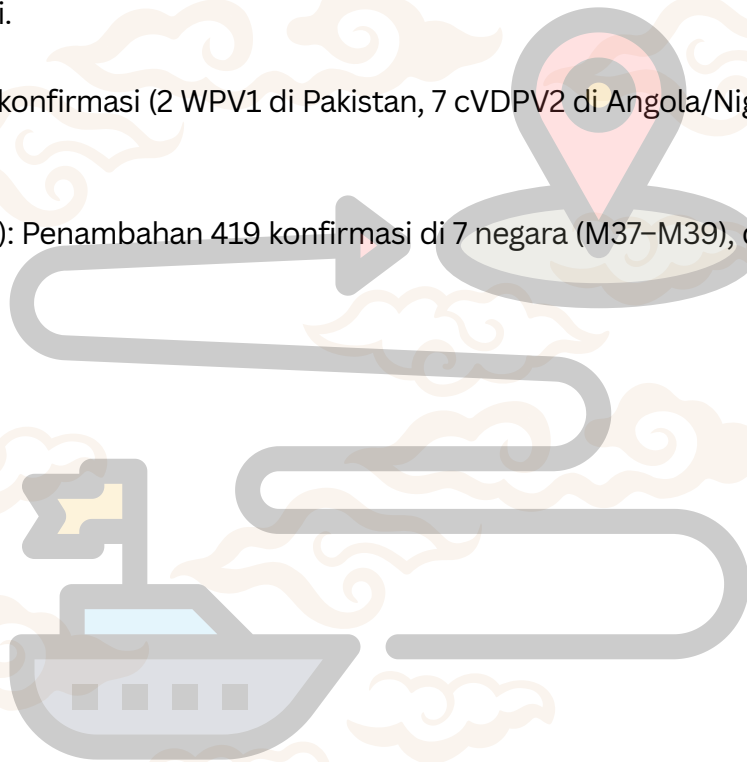 i.
konfirmasi (2 WPV1 di Pakistan, 7 cVDPV2 di Angola/Nig
): Penambahan 419 konfirmasi di 7 negara (M37–M39),